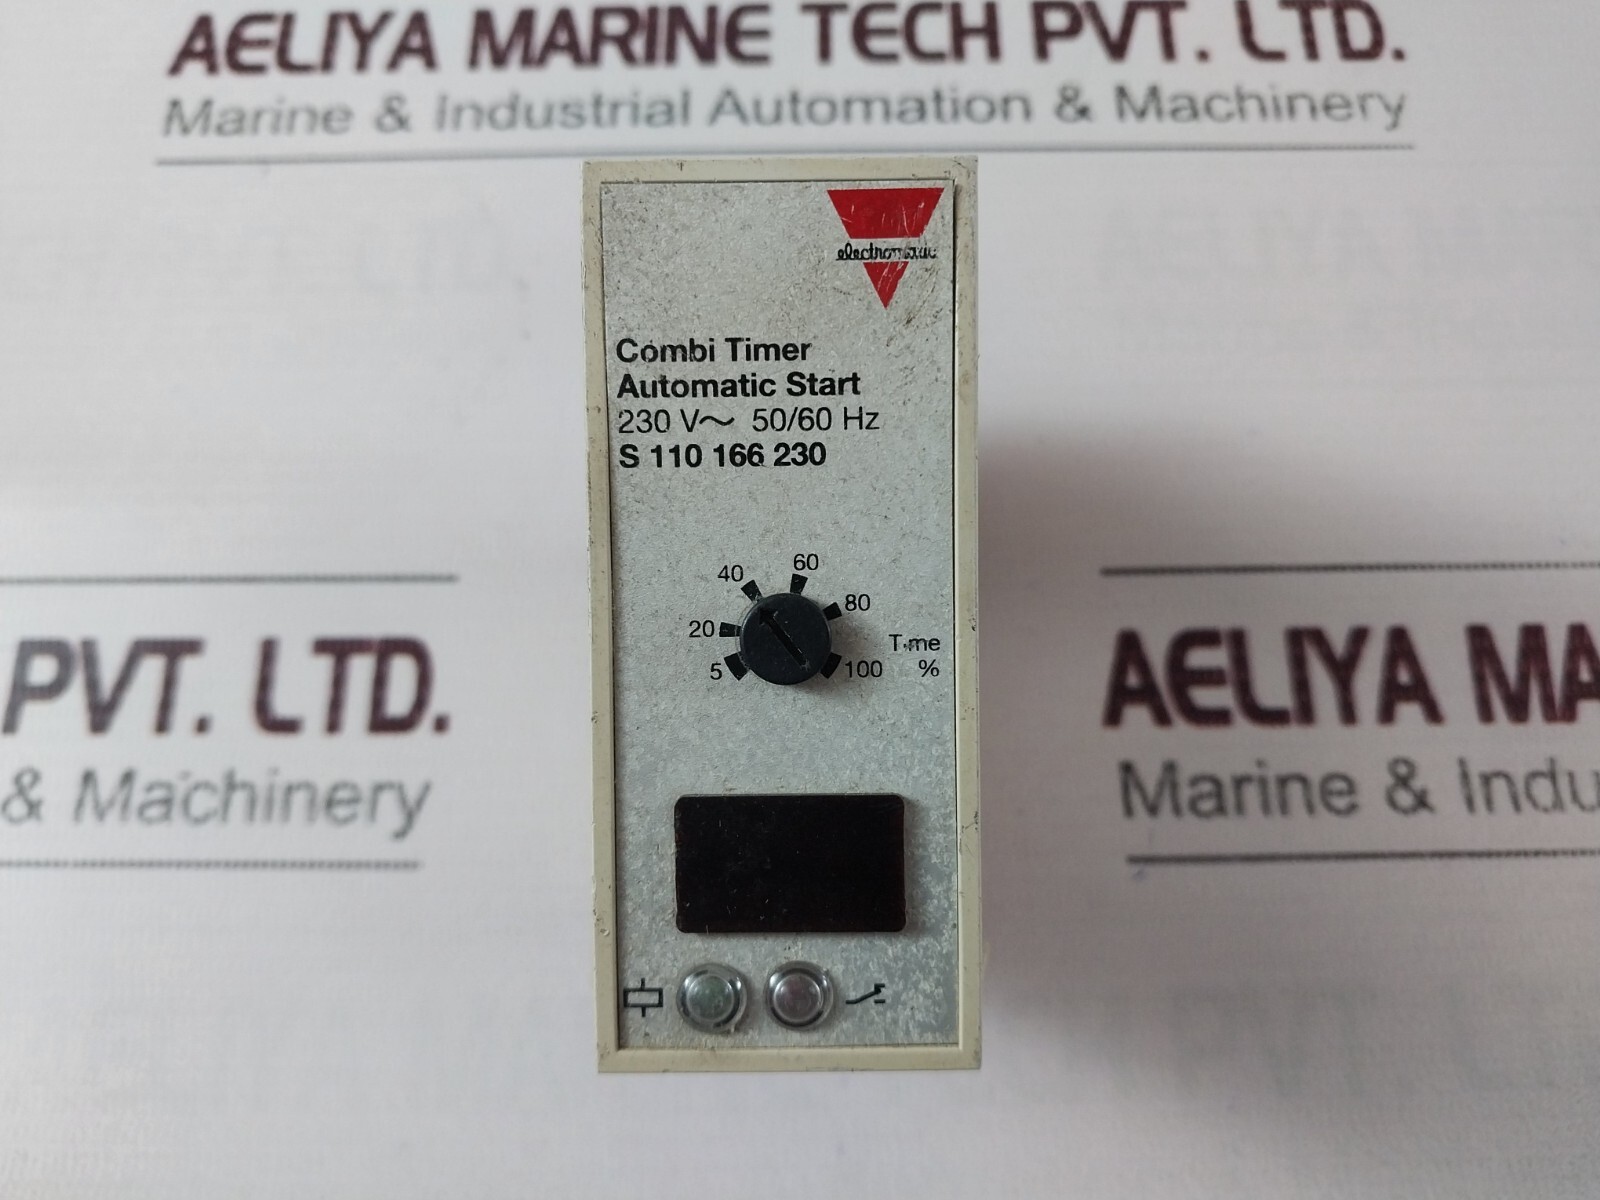 AELIYA MARINE TECH PVT. LTD.
Marine & Industrial Automation & Machinery
electromatic
Combi Timer
Automatic Start
230 V~ 50/60 Hz
S 110 166 230
5 20 40 60 80 100
Time
%
PVT. LTD.
& Machinery
AELIYA MA
Marine & Indu